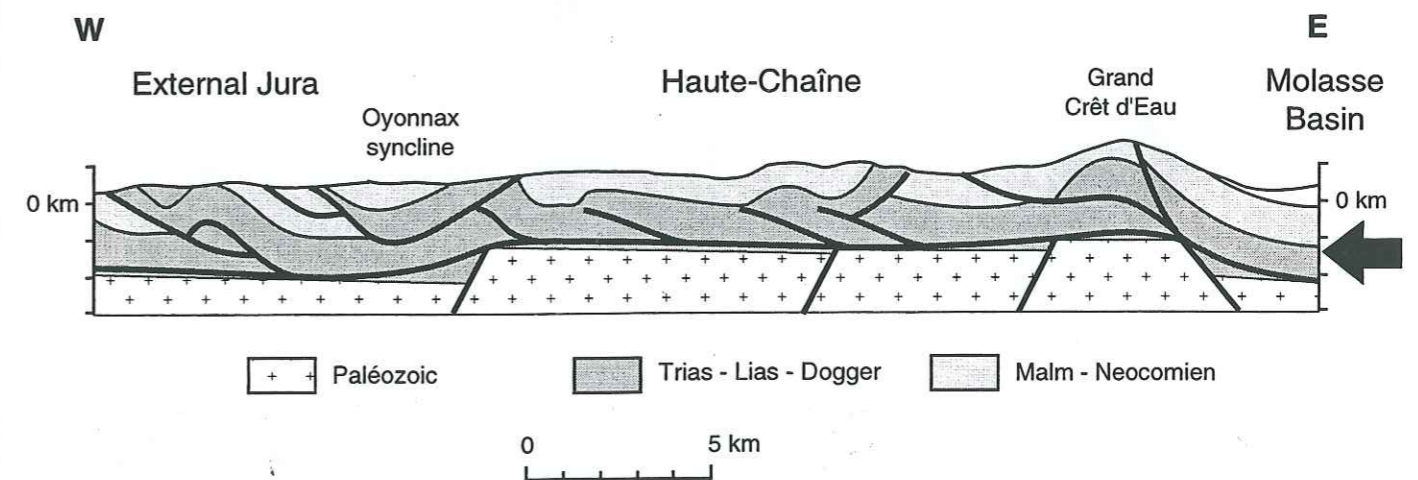 W
E
External Jura
Haute-Chaîne
Grand
Crêt d'Eau
Molasse
Basin
Oyonnax
syncline
0 km
0 km
Paléozoic
Trias - Lias - Dogger
Malm - Neocomien
0
5 km